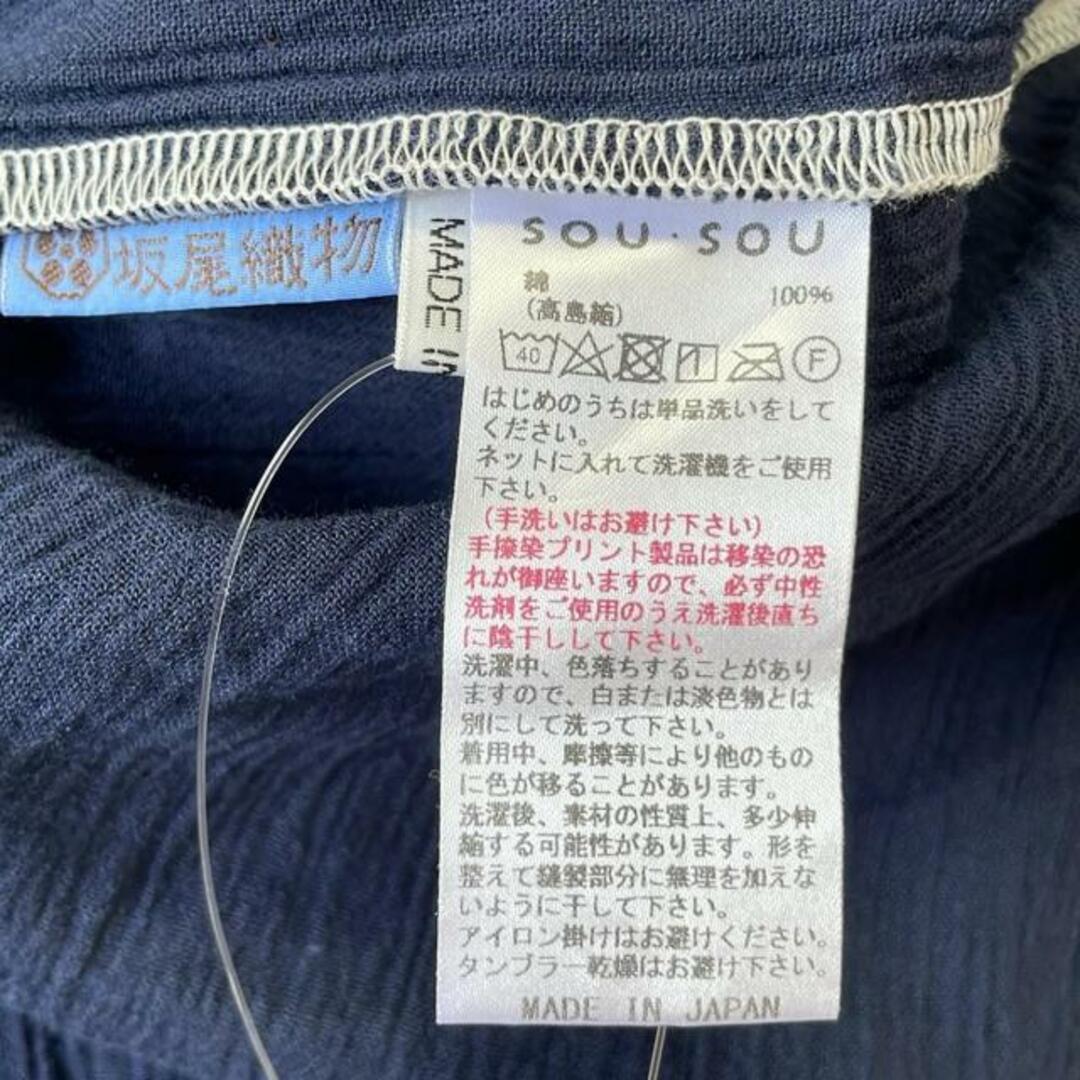 坂尾織物
MADE IN
SOU・SOU
綿 100%
(高島縮)
40 1 F
はじめのうちは単品洗いをして
ください。
ネットに入れて洗濯機をご使用
下さい。
(手洗いはお避け下さい)
手捺染プリント製品は移染の恐
れが御座いますので、必ず中性
洗剤をご使用のうえ洗濯後直ち
に陰干しして下さい。
洗濯中、色落ちすることがあり
ますので、白または淡色物とは
別にして洗って下さい。
着用中、摩擦等により他のもの
に色が移ることがあります。
洗濯後、素材の性質上、多少伸
縮する可能性があります。形を
整えて縫製部分に無理を加えな
いように干して下さい。
アイロン掛けはお避けください。
タンブラー乾燥はお避け下さい。
MADE IN JAPAN